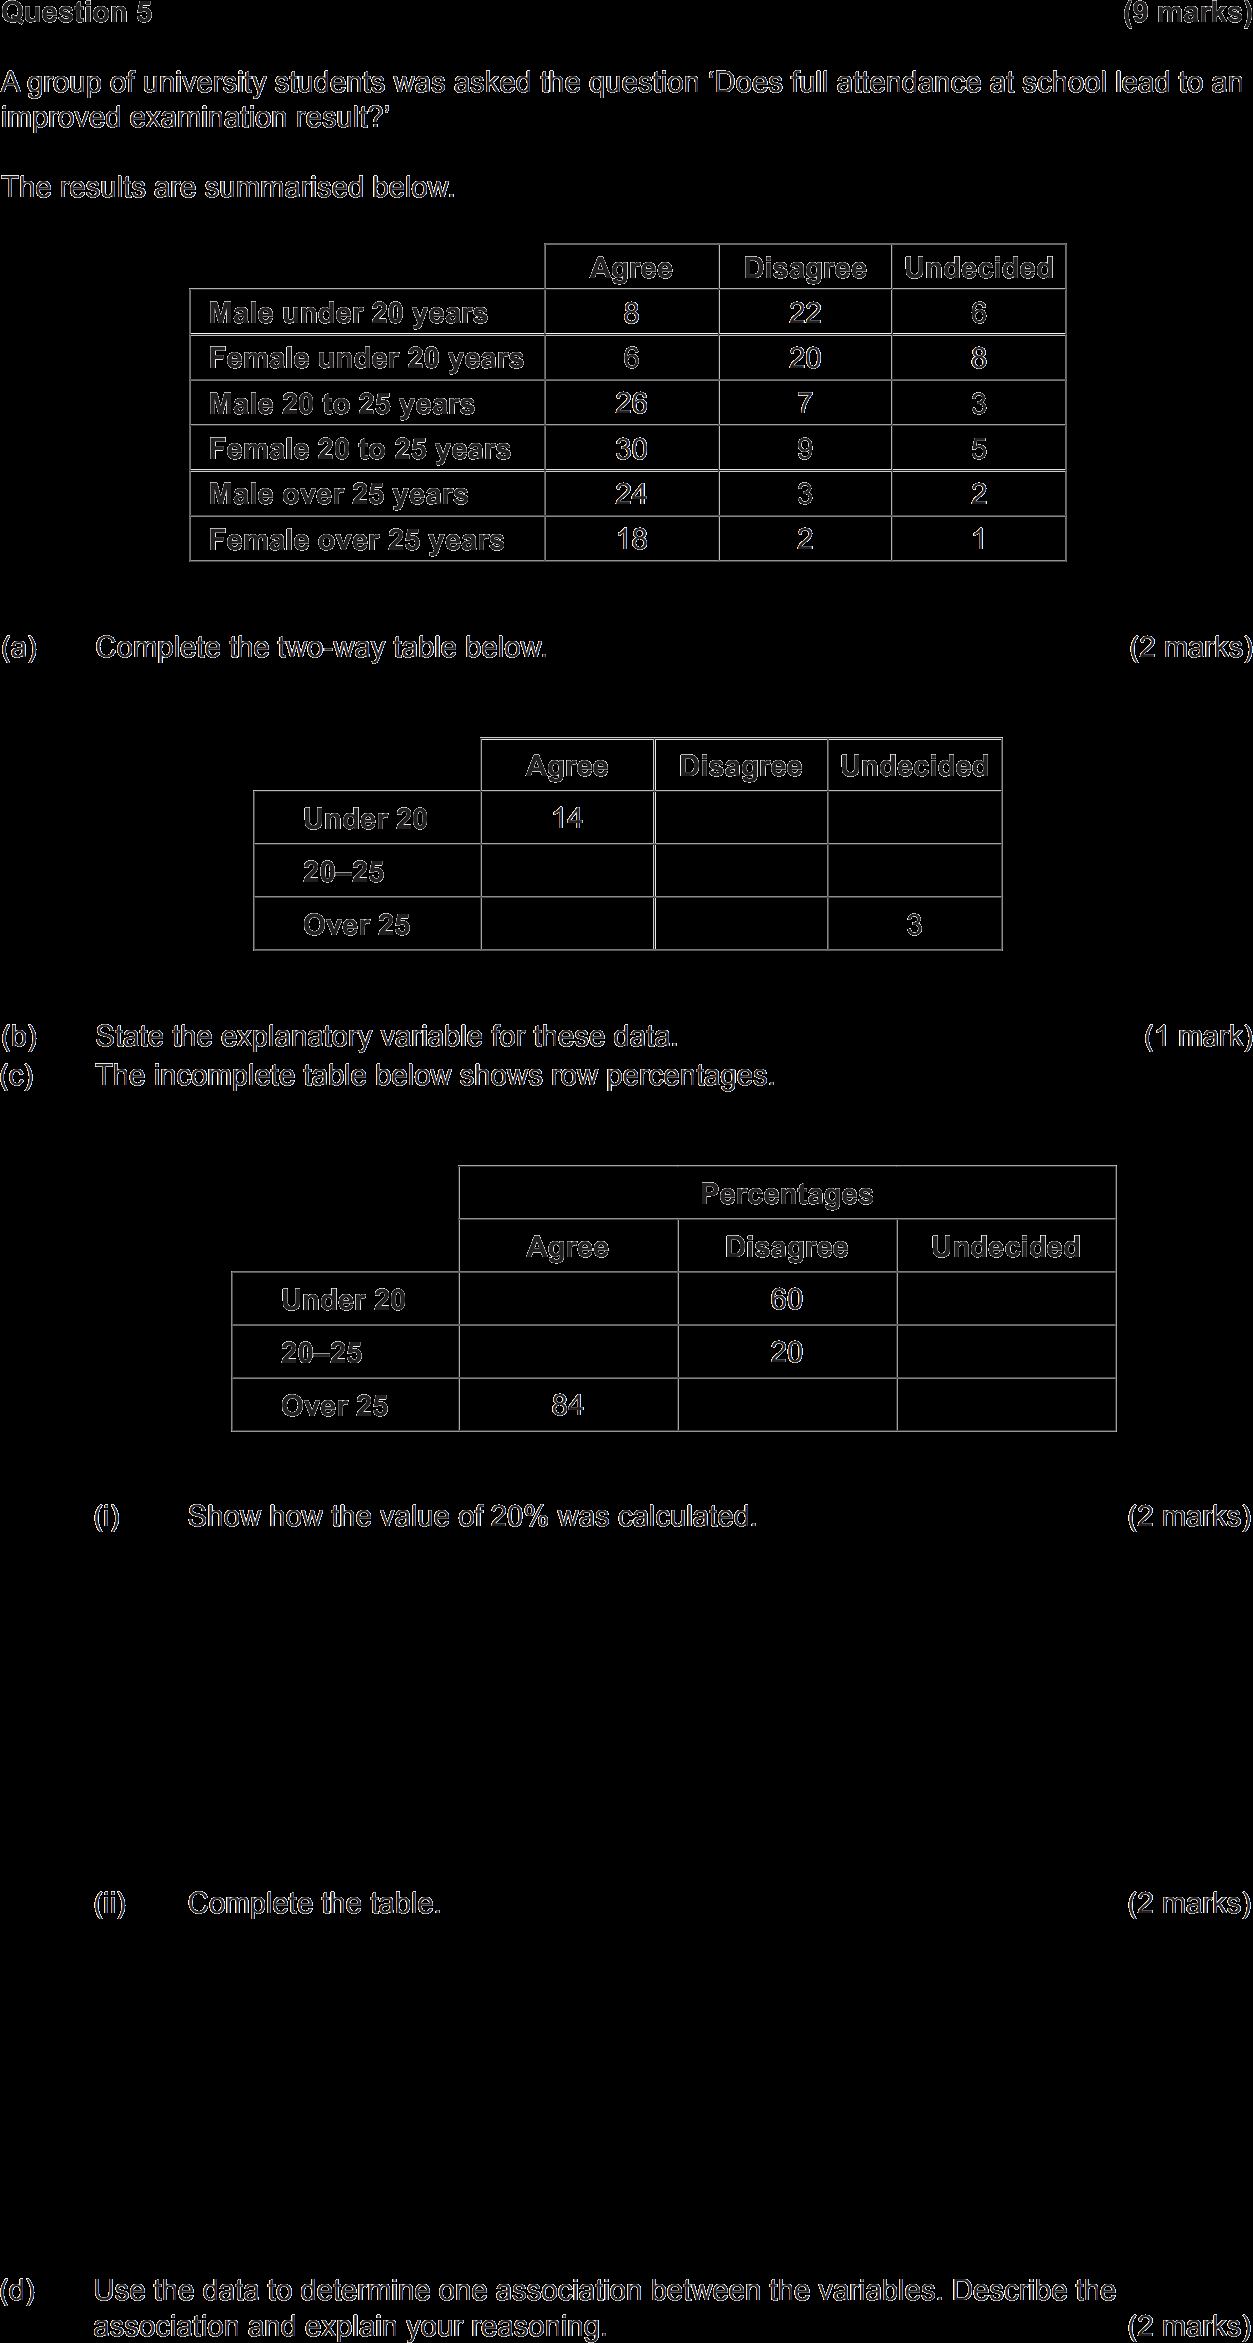 Question 5 (9 marks)
A group of university students was asked the question ‘Does full attendance at school lead to an
improved examination result?’
The results are summarised below.
Agree Disagree Undecided
Male under 20 years 8 22 6
Female under 20 years 6 20 8
Male 20 to 25 years 26 7 3
Female 20 to 25 years 30 9 5
Male over 25 years 24 3 2
Female over 25 years 18 2 1
(a) Complete the two-way table below. (2 marks)
Agree Disagree Undecided
Under 20 14
20–25
Over 25 3
(b) State the explanatory variable for these data. (1 mark)
(c) The incomplete table below shows row percentages.
Percentages
Agree Disagree Undecided
Under 20 60
20–25 20
Over 25 84
(i) Show how the value of 20% was calculated. (2 marks)
(ii) Complete the table. (2 marks)
(d) Use the data to determine one association between the variables. Describe the
association and explain your reasoning. (2 marks)